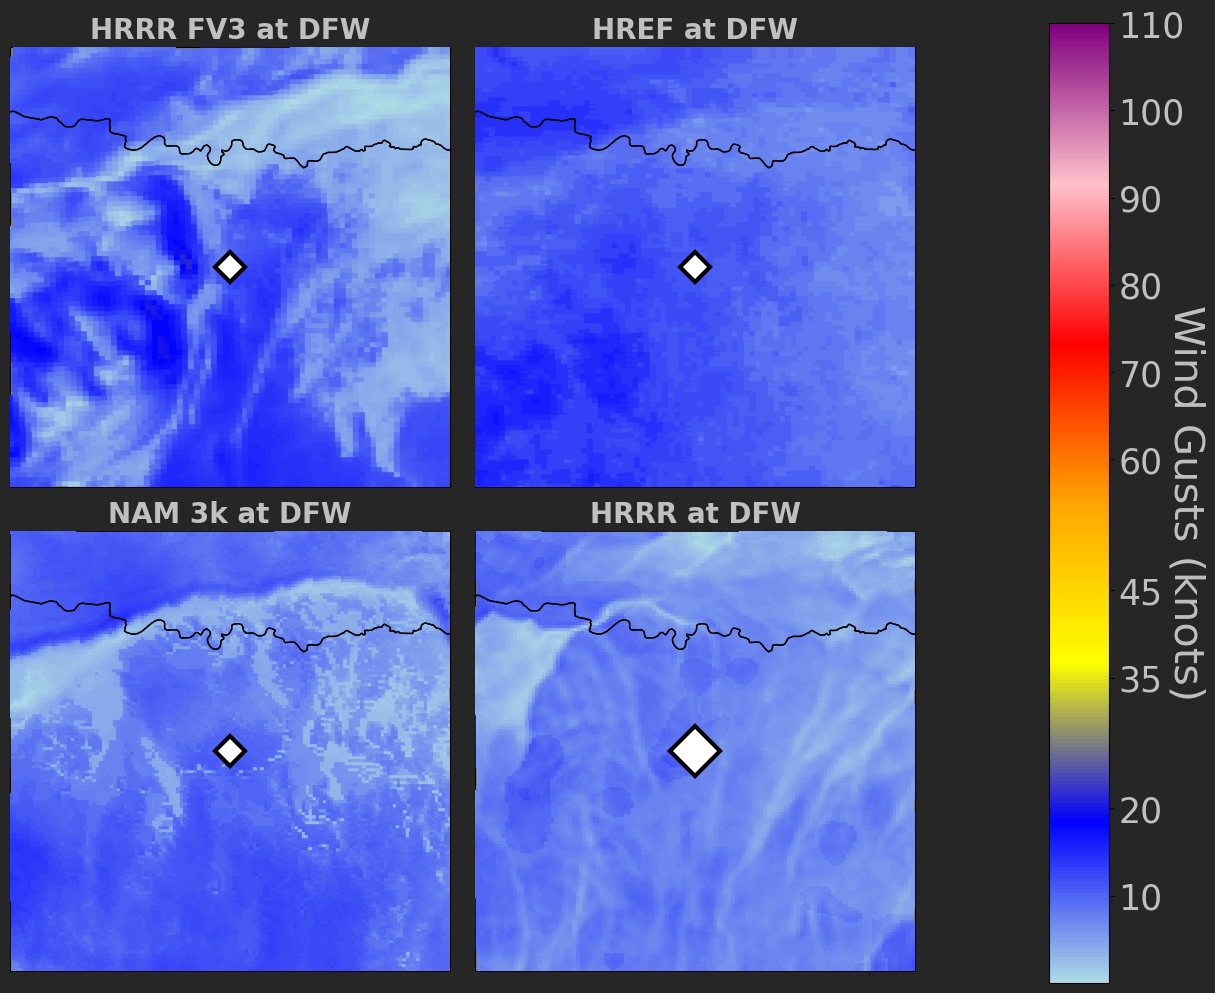 HRRR FV3 at DFW
HREF at DFW
NAM 3k at DFW
HRRR at DFW
110
100
90
80
70
60
45
35
20
10
Wind Gusts (knots)